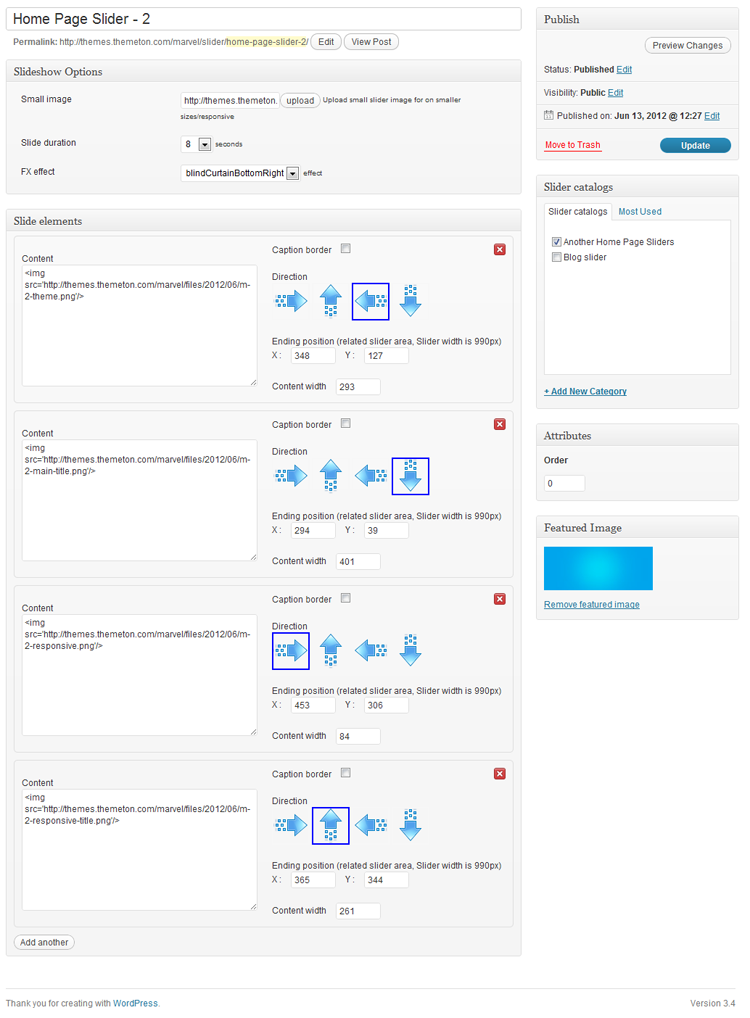 Home Page Slider - 2
Permalink: http://themes.themeton.com/marvel/slider/home-page-slider-2/ Edit View Post
Slideshow Options
Small image http://themes.themeton. upload Upload small slider image for on smaller
sizes/responsive
Slide duration 8 seconds
FX effect blindCurtainBottomRight effect
Slide elements
Caption border
Content
<img
src='http://themes.themeton.com/marvel/files/2012/06/m-
2-theme.png'/>
Direction
Ending position (related slider area, Slider width is 990px)
X : 348 Y : 127
Content width 293
Caption border
Content
<img
src='http://themes.themeton.com/marvel/files/2012/06/m-
2-main-title.png'/>
Direction
Ending position (related slider area, Slider width is 990px)
X : 294 Y : 39
Content width 401
Caption border
Content
<img
src='http://themes.themeton.com/marvel/files/2012/06/m-
2-responsive.png'/>
Direction
Ending position (related slider area, Slider width is 990px)
X : 453 Y : 306
Content width 84
Caption border
Content
<img
src='http://themes.themeton.com/marvel/files/2012/06/m-
2-responsive-title.png'/>
Direction
Ending position (related slider area, Slider width is 990px)
X : 365 Y : 344
Content width 261
Add another
Publish
Preview Changes
Status: Published Edit
Visibility: Public Edit
Published on: Jun 13, 2012 @ 12:27 Edit
Move to Trash Update
Slider catalogs
Slider catalogs Most Used
Another Home Page Sliders
Blog slider
+ Add New Category
Attributes
Order
0
Featured Image
Remove featured image
Thank you for creating with WordPress. Version 3.4